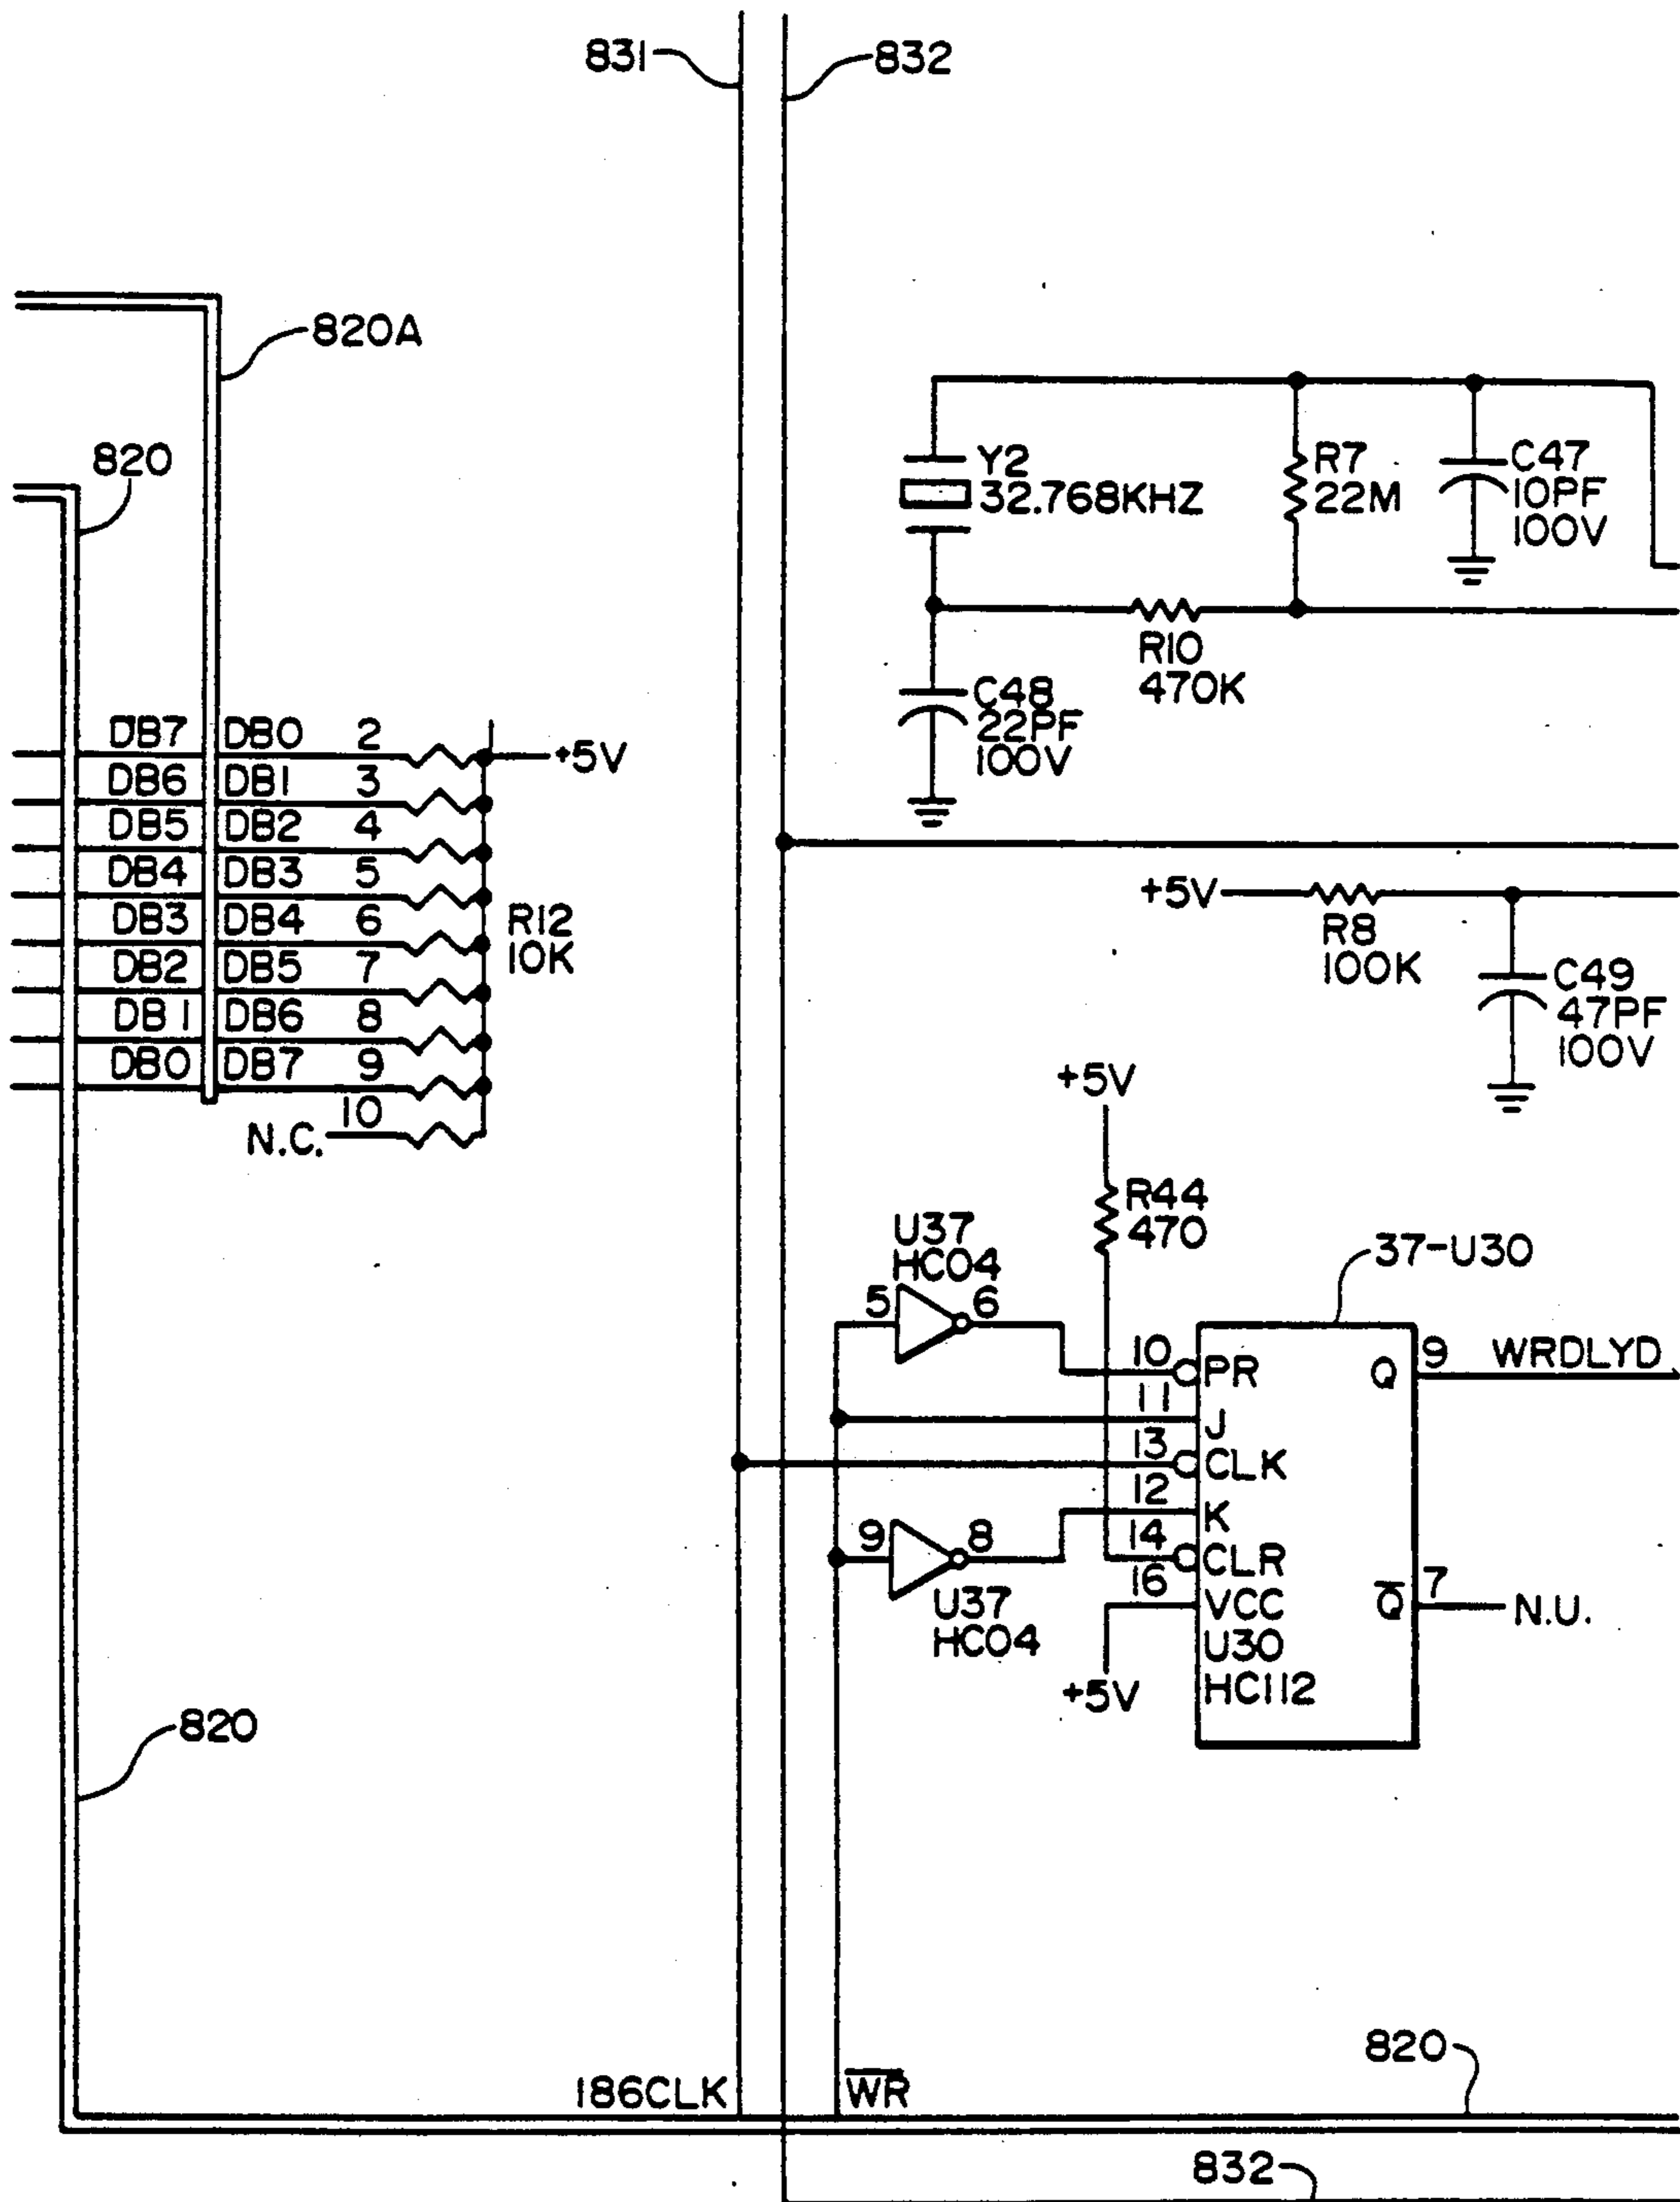 831
832
820A
820
Y2
32.768KHZ
R7
22M
C47
10PF
100V
R10
470K
C48
22PF
100V
DB7 DB0 2
+5V
DB6 DB1 3
DB5 DB2 4
DB4 DB3 5
DB3 DB4 6
DB2 DB5 7
DB1 DB6 8
DB0 DB7 9
N.C. 10
R12
10K
+5V
R8
100K
C49
47PF
100V
+5V
R44
470
U37
HC04
5 6
37-U30
10 PR
11 J
13 CLK
12 K
14 CLR
16 VCC
U30
HC112
Q 9 WRDLYD
Q̅ 7 N.U.
9 8
U37
HC04
+5V
820
186CLK
W̅R̅
820
832